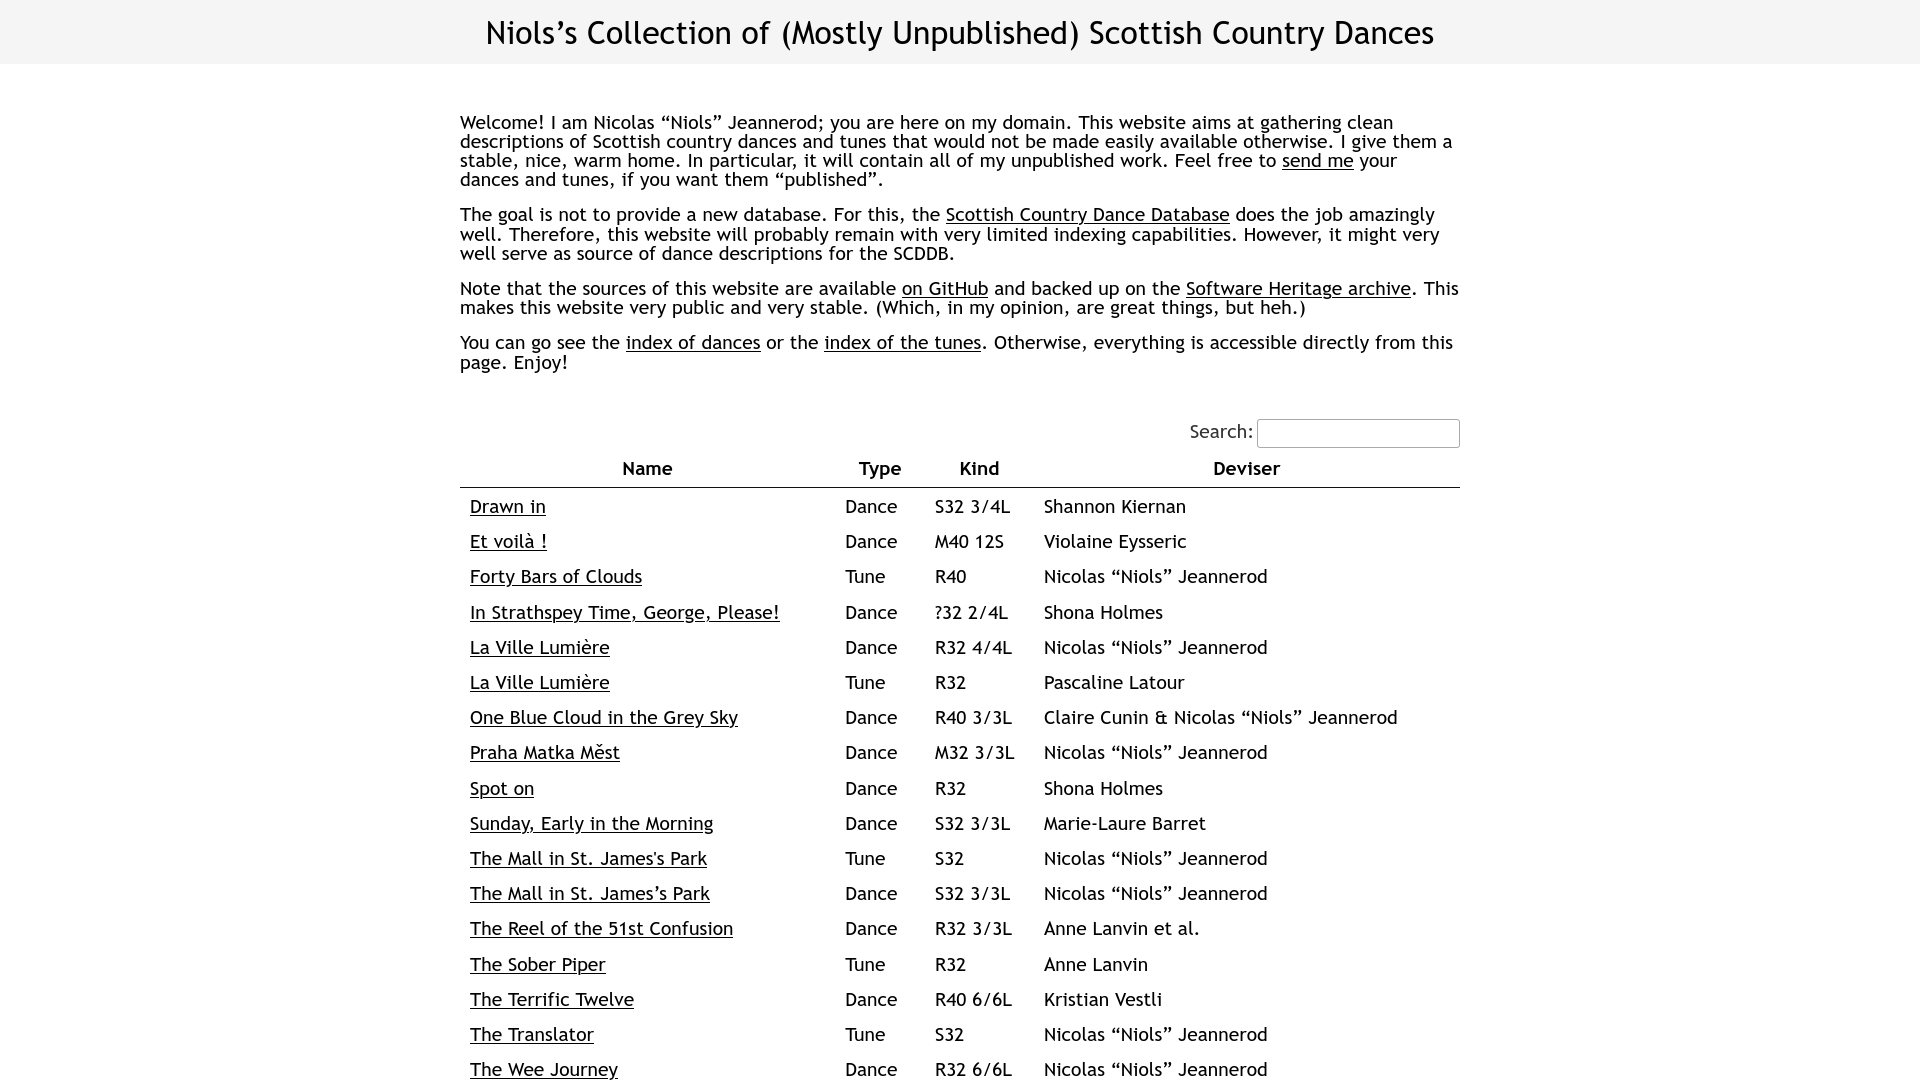 Niols’s Collection of (Mostly Unpublished) Scottish Country Dances
Welcome! I am Nicolas “Niols” Jeannerod; you are here on my domain. This website aims at gathering clean
descriptions of Scottish country dances and tunes that would not be made easily available otherwise. I give them a
stable, nice, warm home. In particular, it will contain all of my unpublished work. Feel free to send me your
dances and tunes, if you want them “published”.
The goal is not to provide a new database. For this, the Scottish Country Dance Database does the job amazingly
well. Therefore, this website will probably remain with very limited indexing capabilities. However, it might very
well serve as source of dance descriptions for the SCDDB.
Note that the sources of this website are available on GitHub and backed up on the Software Heritage archive. This
makes this website very public and very stable. (Which, in my opinion, are great things, but heh.)
You can go see the index of dances or the index of the tunes. Otherwise, everything is accessible directly from this
page. Enjoy!
Search:
Name Type Kind Deviser
Drawn in Dance S32 3/4L Shannon Kiernan
Et voilà ! Dance M40 12S Violaine Eysseric
Forty Bars of Clouds Tune R40 Nicolas “Niols” Jeannerod
In Strathspey Time, George, Please! Dance ?32 2/4L Shona Holmes
La Ville Lumière Dance R32 4/4L Nicolas “Niols” Jeannerod
La Ville Lumière Tune R32 Pascaline Latour
One Blue Cloud in the Grey Sky Dance R40 3/3L Claire Cunin & Nicolas “Niols” Jeannerod
Praha Matka Měst Dance M32 3/3L Nicolas “Niols” Jeannerod
Spot on Dance R32 Shona Holmes
Sunday, Early in the Morning Dance S32 3/3L Marie-Laure Barret
The Mall in St. James's Park Tune S32 Nicolas “Niols” Jeannerod
The Mall in St. James’s Park Dance S32 3/3L Nicolas “Niols” Jeannerod
The Reel of the 51st Confusion Dance R32 3/3L Anne Lanvin et al.
The Sober Piper Tune R32 Anne Lanvin
The Terrific Twelve Dance R40 6/6L Kristian Vestli
The Translator Tune S32 Nicolas “Niols” Jeannerod
The Wee Journey Dance R32 6/6L Nicolas “Niols” Jeannerod